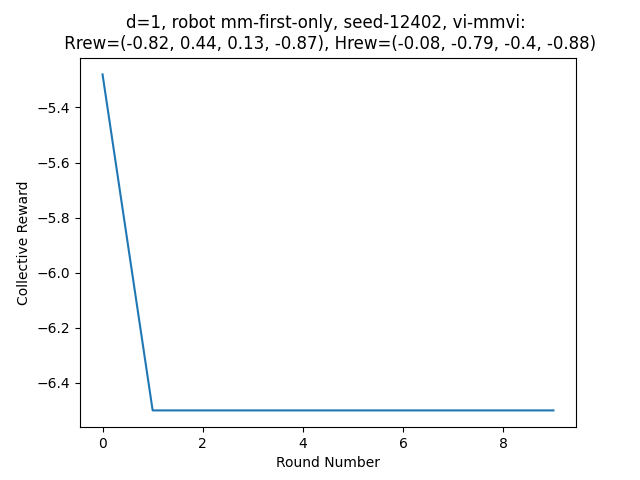 d=1, robot mm-first-only, seed-12402, vi-mmvi:
Rrew=(-0.82, 0.44, 0.13, -0.87), Hrew=(-0.08, -0.79, -0.4, -0.88)
−5.4
−5.6
−5.8
−6.0
−6.2
−6.4
Collective Reward
0 2 4 6 8
Round Number